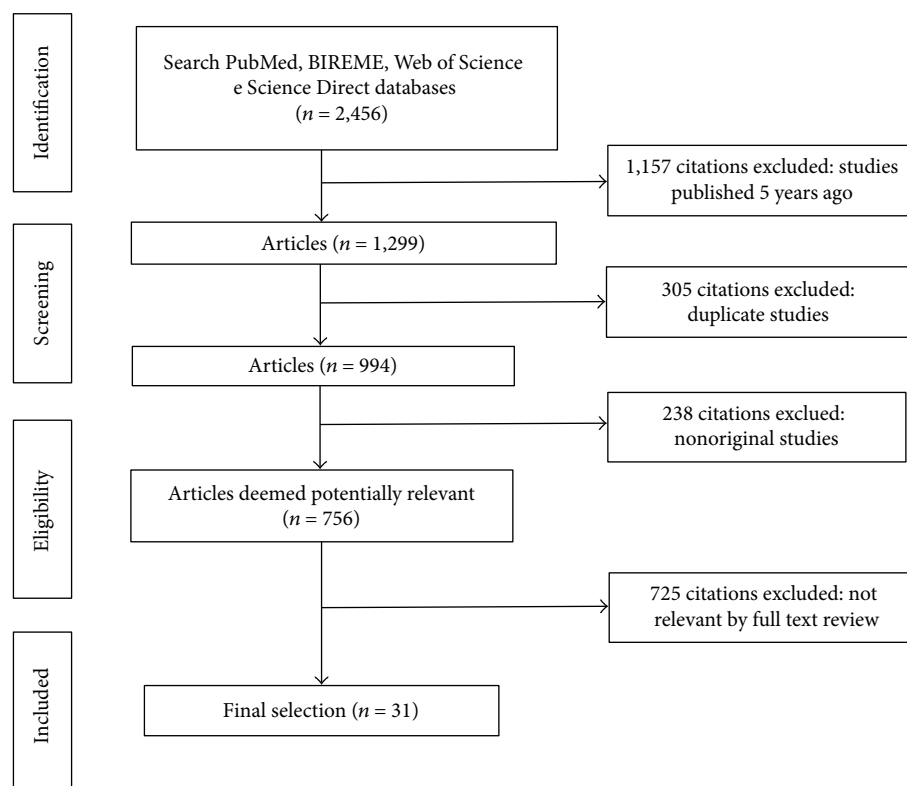 Identification
Search PubMed, BIREME, Web of Science
e Science Direct databases
(n = 2,456)
1,157 citations excluded: studies
published 5 years ago
Screening
Articles (n = 1,299)
305 citations excluded:
duplicate studies
Articles (n = 994)
238 citations exclued:
nonoriginal studies
Eligibility
Articles deemed potentially relevant
(n = 756)
725 citations excluded: not
relevant by full text review
Included
Final selection (n = 31)